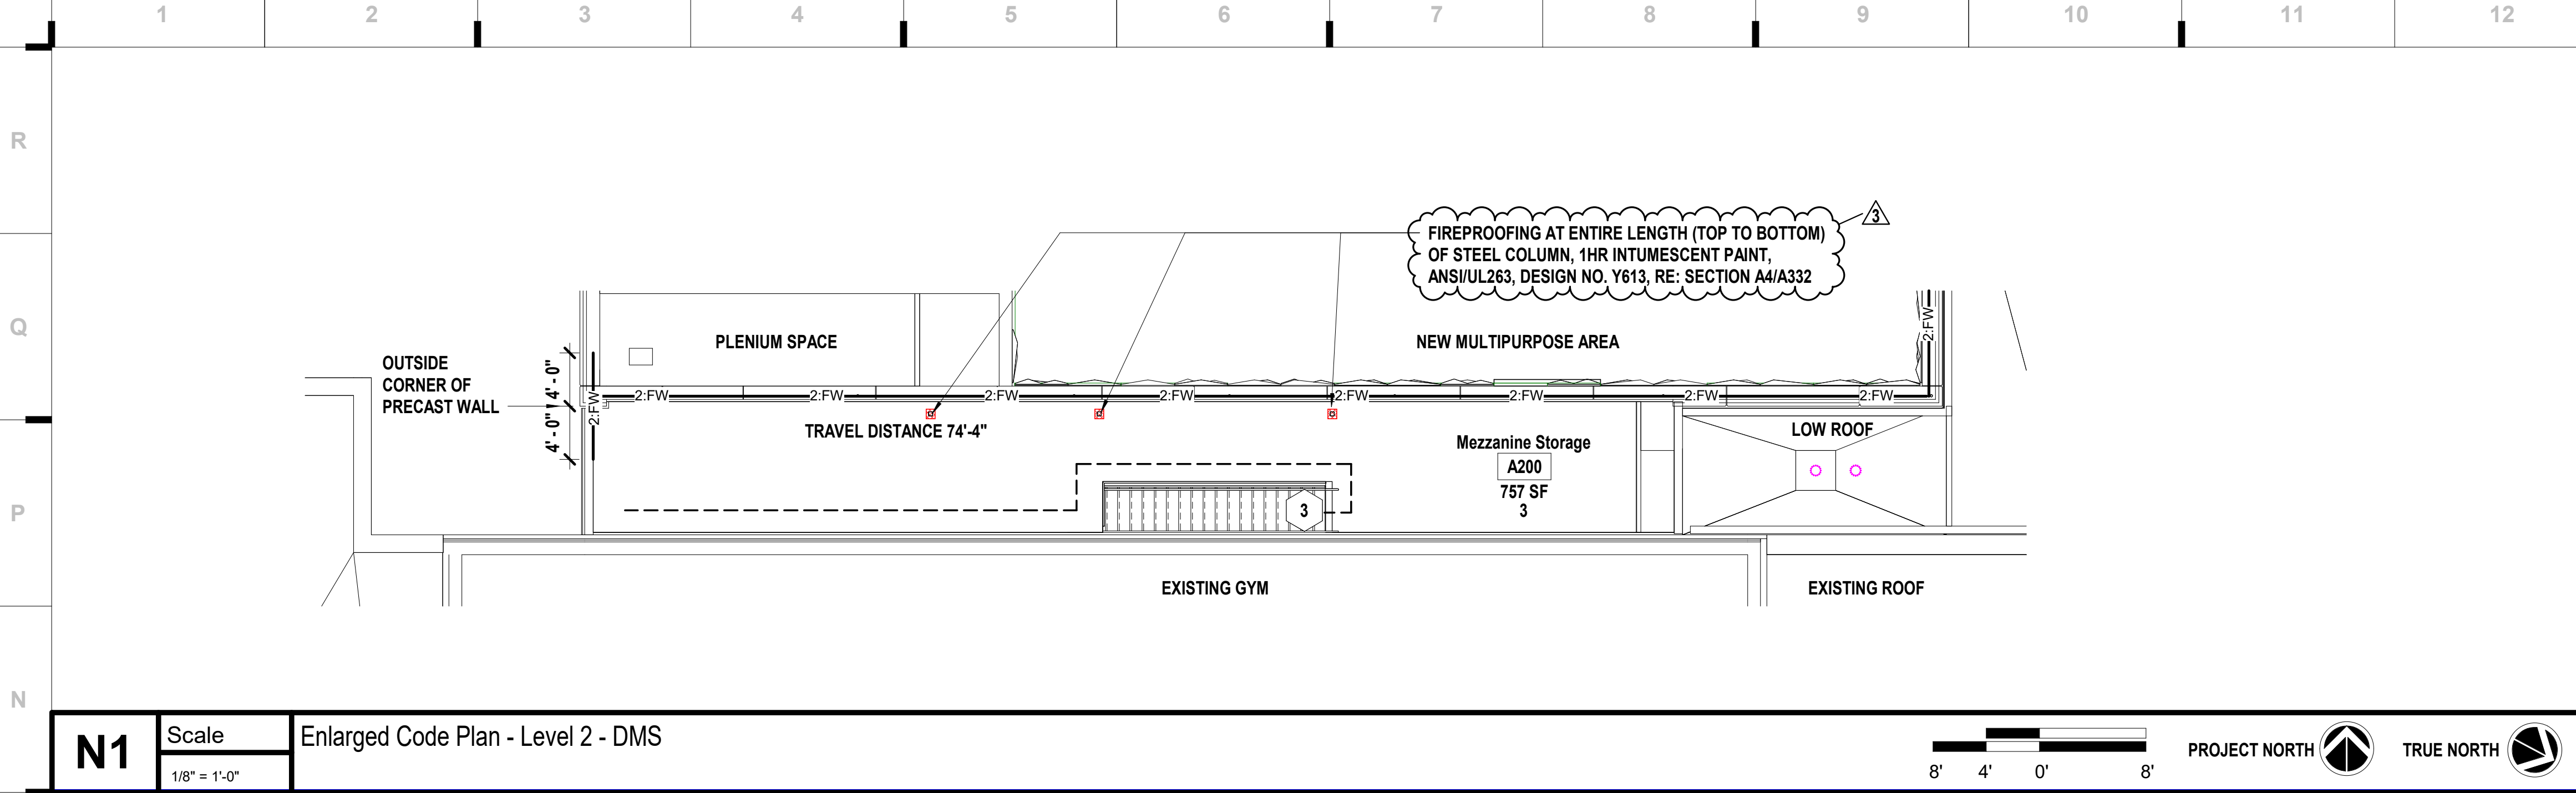 1 2 3 4 5 6 7 8 9 10 11 12
R
3
FIREPROOFING AT ENTIRE LENGTH (TOP TO BOTTOM)
OF STEEL COLUMN, 1HR INTUMESCENT PAINT,
ANSI/UL263, DESIGN NO. Y613, RE: SECTION A4/A332
Q
PLENIUM SPACE
NEW MULTIPURPOSE AREA
2:FW
OUTSIDE
CORNER OF
PRECAST WALL
4' - 0"
4' - 0"
2:FW
2:FW 2:FW 2:FW 2:FW 2:FW 2:FW 2:FW 2:FW
TRAVEL DISTANCE 74'-4"
Mezzanine Storage
A200
757 SF
3
LOW ROOF
P
3
EXISTING GYM
EXISTING ROOF
N
N1
Scale
1/8" = 1'-0"
Enlarged Code Plan - Level 2 - DMS
8' 4' 0' 8'
PROJECT NORTH
TRUE NORTH